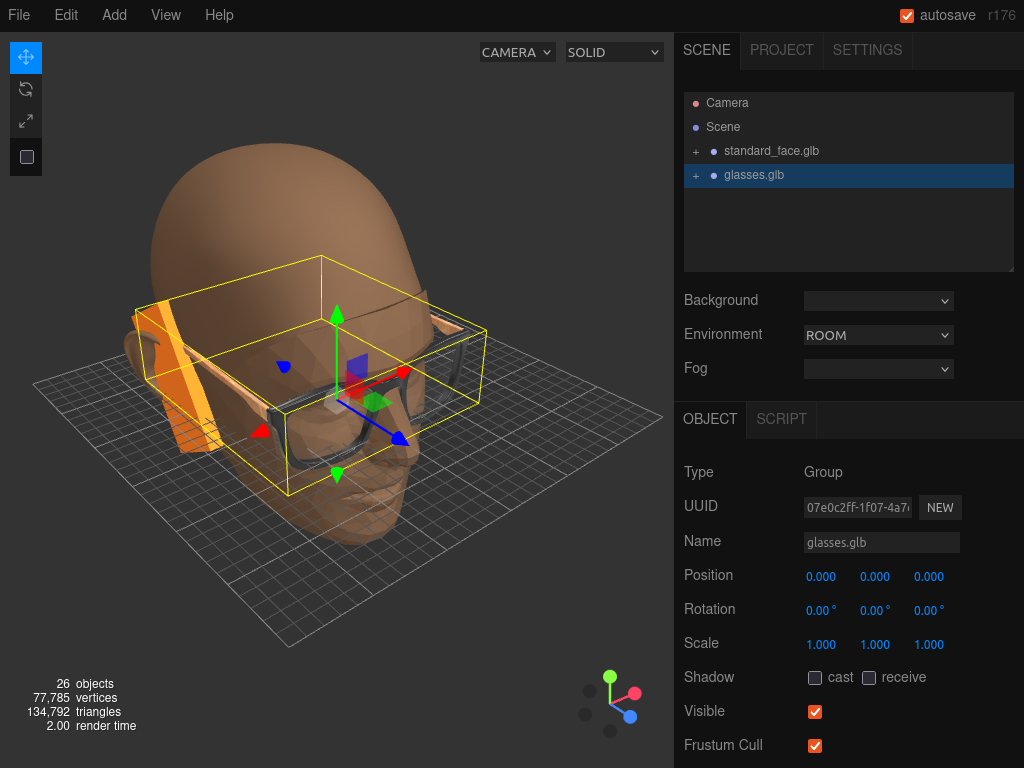 File Edit Add View Help autosave r176
CAMERA SOLID
SCENE PROJECT SETTINGS
Camera
Scene
+ standard_face.glb
+ glasses.glb
Background
Environment ROOM
Fog
OBJECT SCRIPT
Type Group
UUID 07e0c2ff-1f07-4a7 NEW
Name glasses.glb
Position 0.000 0.000 0.000
Rotation 0.00° 0.00° 0.00°
Scale 1.000 1.000 1.000
Shadow cast receive
Visible
Frustum Cull
26 objects
77,785 vertices
134,792 triangles
2.00 render time